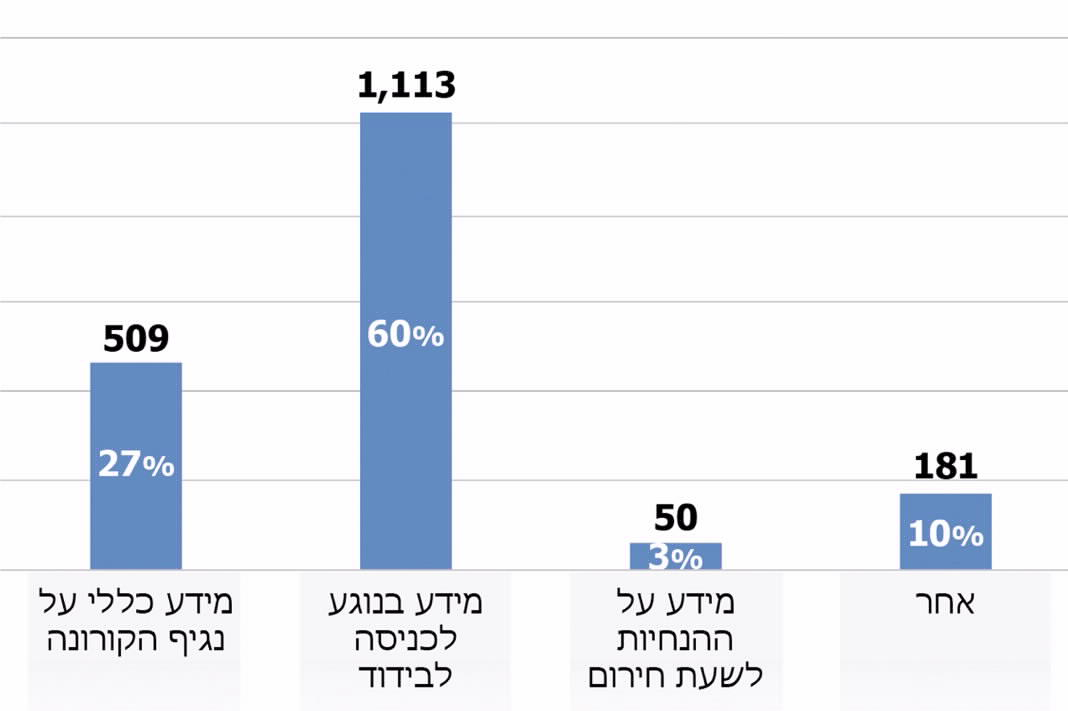 1,113
509
60%
27%
181
50
10%
3%
מידע כללי על
נגיף הקורונה
מידע בנוגע
לכניסה
לבידוד
מידע על
ההנחיות
לשעת חירום
אחר